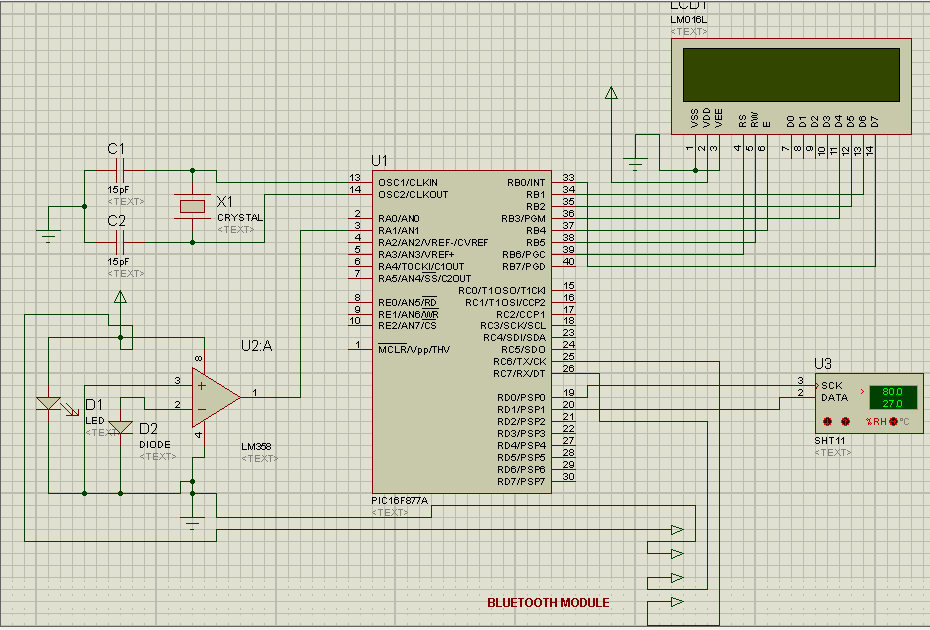 LCD1
LM016L
<TEXT>
VSS
VDD
VEE
RS
RW
E
D0
D1
D2
D3
D4
D5
D6
D7
1
2
3
4
5
6
7
8
9
10
11
12
13
14
C1
15pF
<TEXT>
X1
CRYSTAL
<TEXT>
C2
15pF
<TEXT>
U1
13 OSC1/CLKIN
14 OSC2/CLKOUT
2 RA0/AN0
3 RA1/AN1
4 RA2/AN2/VREF-/CVREF
5 RA3/AN3/VREF+
6 RA4/T0CKI/C1OUT
7 RA5/AN4/SS/C2OUT
8 RE0/AN5/RD
9 RE1/AN6/WR
10 RE2/AN7/CS
1 MCLR/Vpp/THV
RB0/INT 33
RB1 34
RB2 35
RB3/PGM 36
RB4 37
RB5 38
RB6/PGC 39
RB7/PGD 40
RC0/T1OSO/T1CKI 15
RC1/T1OSI/CCP2 16
RC2/CCP1 17
RC3/SCK/SCL 18
RC4/SDI/SDA 23
RC5/SDO 24
RC6/TX/CK 25
RC7/RX/DT 26
RD0/PSP0 19
RD1/PSP1 20
RD2/PSP2 21
RD3/PSP3 22
RD4/PSP4 27
RD5/PSP5 28
RD6/PSP6 29
RD7/PSP7 30
PIC16F877A
<TEXT>
U2:A
8
3
+
2
−
1
4
LM358
<TEXT>
D1
LED
<TEXT>
D2
DIODE
<TEXT>
U3
3 SCK
2 DATA
>
80.0
27.0
%RH °C
SHT11
<TEXT>
BLUETOOTH MODULE